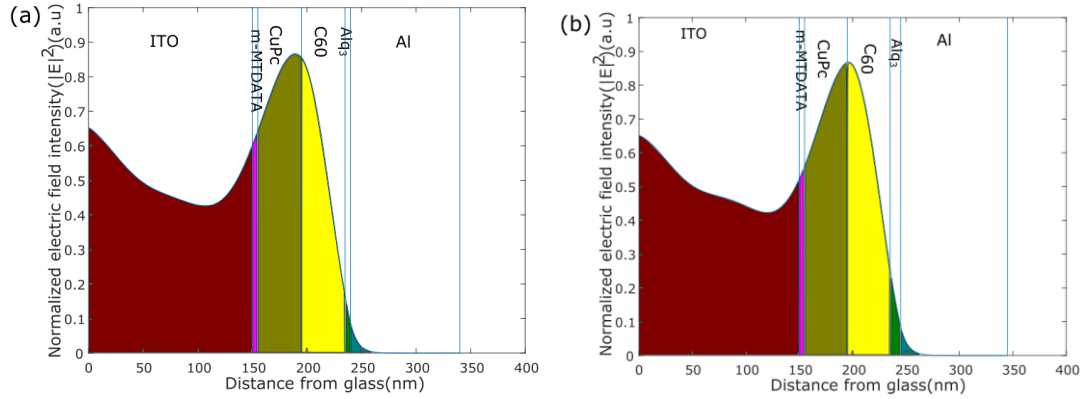 (a)
Normalized electric field intensity(|E|^2)(a.u)
1
0.9
0.8
0.7
0.6
0.5
0.4
0.3
0.2
0.1
0
ITO
m-MTDATA
CuPc
C60
Alq₃
Al
0 50 100 150 200 250 300 350 400
Distance from glass(nm)
(b)
Normalized electric field intensity(|E|^2)(a.u)
1
0.9
0.8
0.7
0.6
0.5
0.4
0.3
0.2
0.1
0
ITO
m-MTDATA
CuPc
C60
Alq₃
Al
0 50 100 150 200 250 300 350 400
Distance from glass(nm)